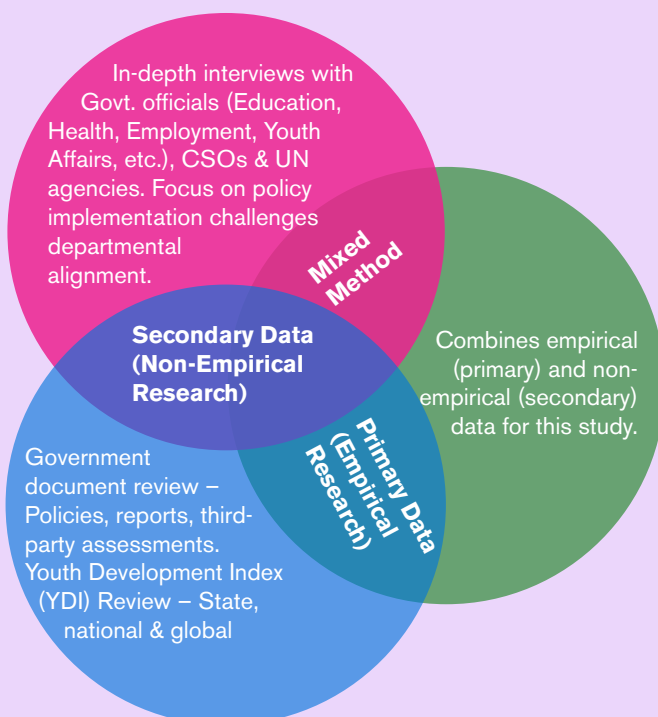 In-depth interviews with
Govt. officials (Education,
Health, Employment, Youth
Affairs, etc.), CSOs & UN
agencies. Focus on policy
implementation challenges
departmental
alignment.
Mixed
Method
Secondary Data
(Non-Empirical
Research)
Combines empirical
(primary) and non-
empirical (secondary)
data for this study.
Primary Data
(Empirical
Research)
Government
document review –
Policies, reports, third-
party assessments.
Youth Development Index
(YDI) Review – State,
national & global